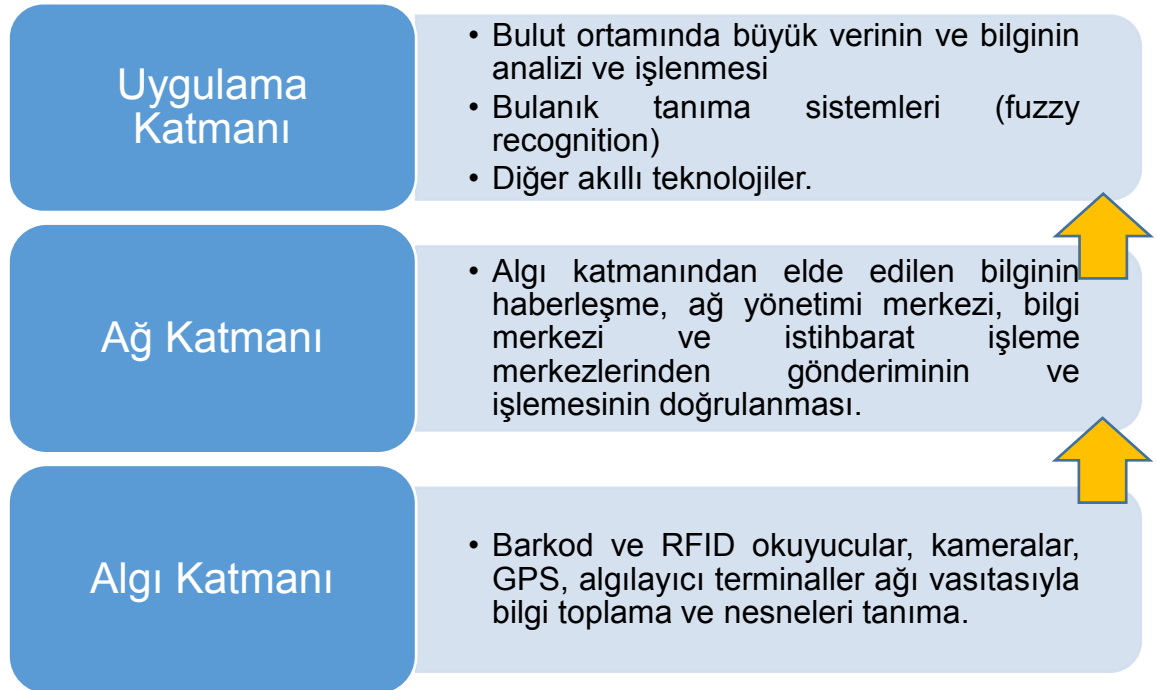 Uygulama
Katmanı
• Bulut ortamında büyük verinin ve bilginin
analizi ve işlenmesi
• Bulanık tanıma sistemleri (fuzzy
recognition)
• Diğer akıllı teknolojiler.
Ağ Katmanı
• Algı katmanından elde edilen bilginin
haberleşme, ağ yönetimi merkezi, bilgi
merkezi ve istihbarat işleme
merkezlerinden gönderiminin ve
işlemesinin doğrulanması.
Algı Katmanı
• Barkod ve RFID okuyucular, kameralar,
GPS, algılayıcı terminaller ağı vasıtasıyla
bilgi toplama ve nesneleri tanıma.